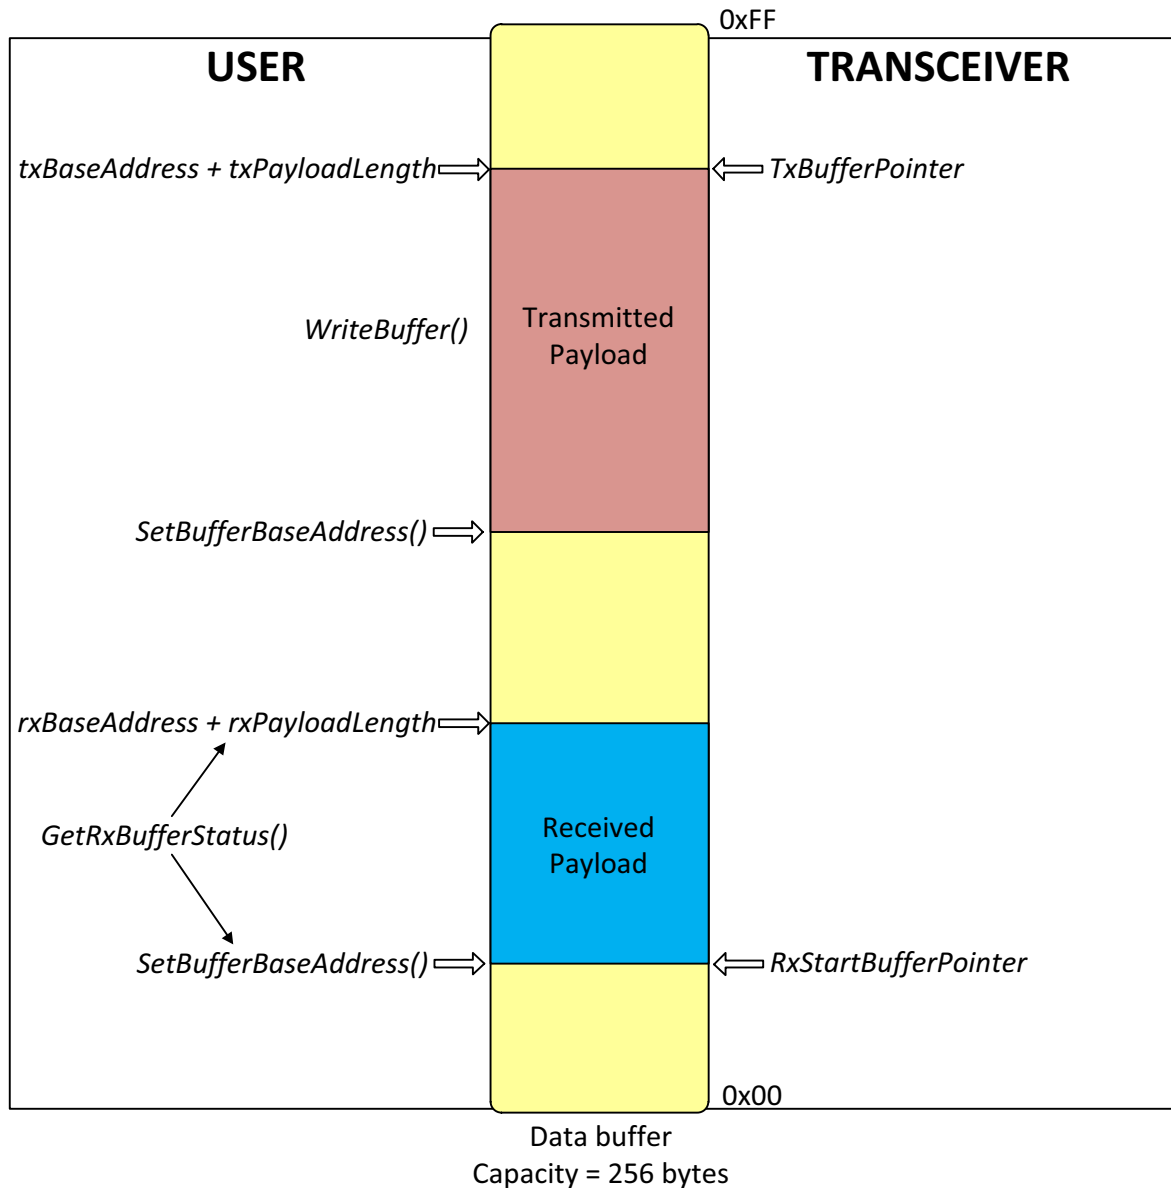 0xFF
USER
TRANSCEIVER
txBaseAddress + txPayloadLength
TxBufferPointer
WriteBuffer()
Transmitted
Payload
SetBufferBaseAddress()
rxBaseAddress + rxPayloadLength
GetRxBufferStatus()
Received
Payload
SetBufferBaseAddress()
RxStartBufferPointer
0x00
Data buffer
Capacity = 256 bytes